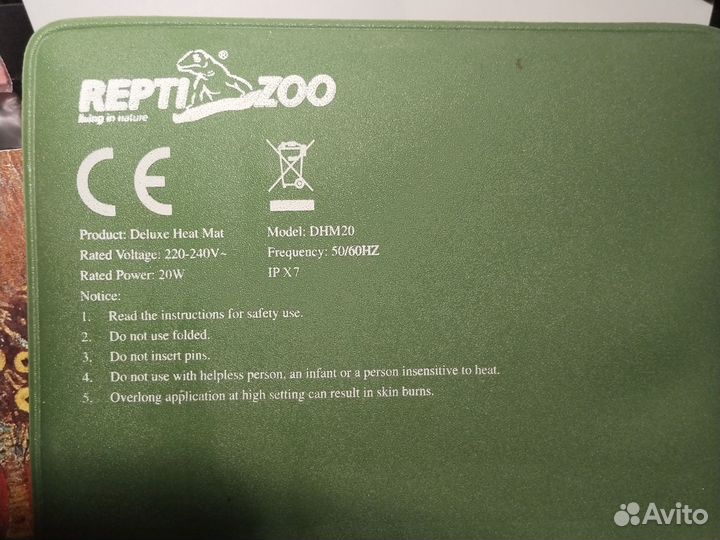 REPTI ZOO®
living in nature
CE
Product: Deluxe Heat Mat
Model: DHM20
Rated Voltage: 220-240V~
Frequency: 50/60HZ
Rated Power: 20W
IP X7
Notice:
1. Read the instructions for safety use.
2. Do not use folded.
3. Do not insert pins.
4. Do not use with helpless person, an infant or a person insensitive to heat.
5. Overlong application at high setting can result in skin burns.
Avito